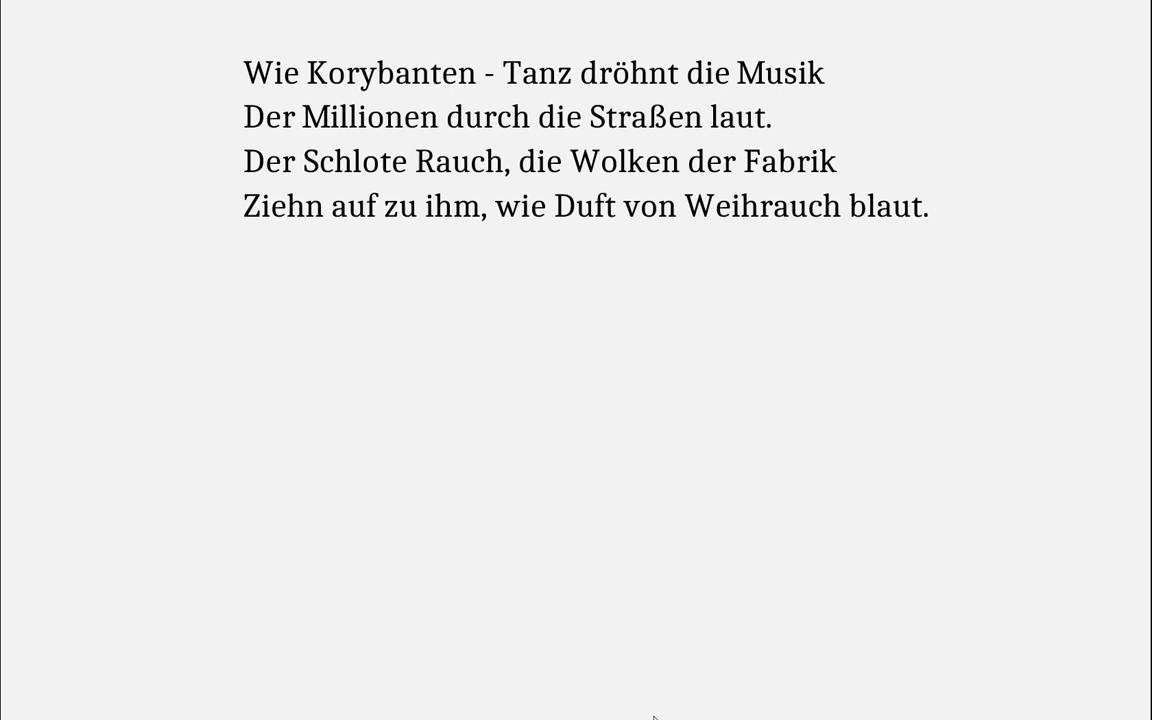 Wie Korybanten - Tanz dröhnt die Musik
Der Millionen durch die Straßen laut.
Der Schlote Rauch, die Wolken der Fabrik
Ziehn auf zu ihm, wie Duft von Weihrauch blaut.